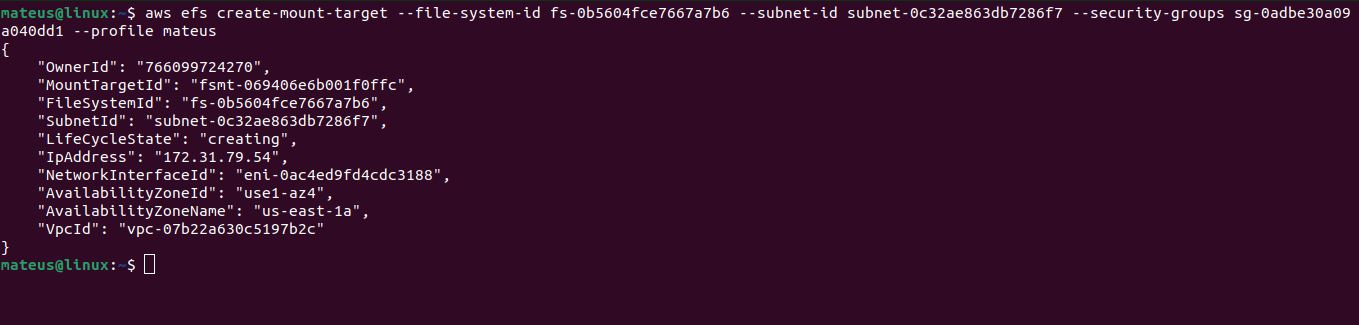 mateus@linux:~$ aws efs create-mount-target --file-system-id fs-0b5604fce7667a7b6 --subnet-id subnet-0c32ae863db7286f7 --security-groups sg-0adbe30a09
a040dd1 --profile mateus
{
    "OwnerId": "766099724270",
    "MountTargetId": "fsmt-069406e6b001f0ffc",
    "FileSystemId": "fs-0b5604fce7667a7b6",
    "SubnetId": "subnet-0c32ae863db7286f7",
    "LifeCycleState": "creating",
    "IpAddress": "172.31.79.54",
    "NetworkInterfaceId": "eni-0ac4ed9fd4cdc3188",
    "AvailabilityZoneId": "use1-az4",
    "AvailabilityZoneName": "us-east-1a",
    "VpcId": "vpc-07b22a630c5197b2c"
}
mateus@linux:~$